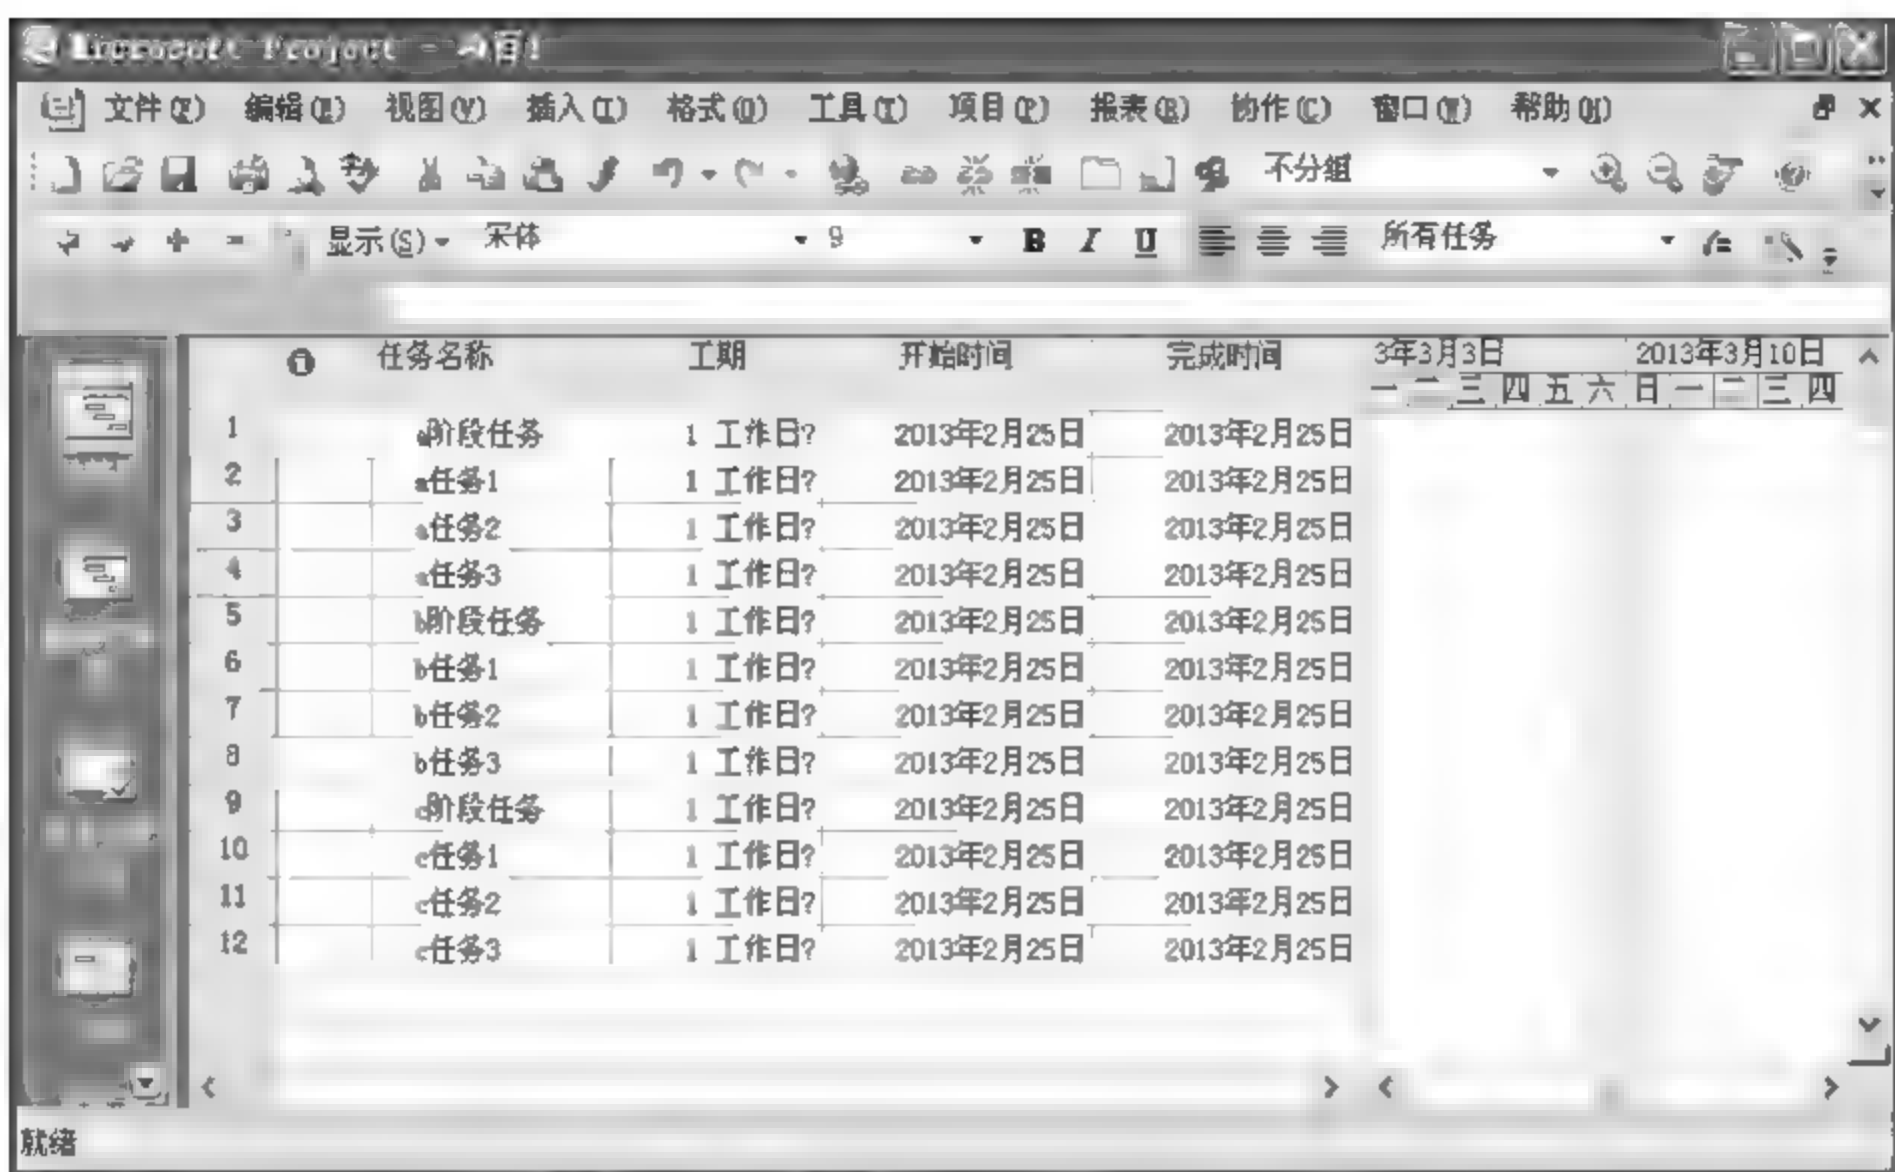 Microsoft Project - 项目1
文件(F) 编辑(E) 视图(V) 插入(I) 格式(O) 工具(T) 项目(P) 报表(R) 协作(C) 窗口(W) 帮助(H)
不分组
显示(S) 宋体 9 B I U 所有任务
任务名称 工期 开始时间 完成时间 3年3月3日 2013年3月10日
一 二 三 四 五 六 日 一 二 三 四
1 a阶段任务 1 工作日? 2013年2月25日 2013年2月25日
2 a任务1 1 工作日? 2013年2月25日 2013年2月25日
3 a任务2 1 工作日? 2013年2月25日 2013年2月25日
4 a任务3 1 工作日? 2013年2月25日 2013年2月25日
5 b阶段任务 1 工作日? 2013年2月25日 2013年2月25日
6 b任务1 1 工作日? 2013年2月25日 2013年2月25日
7 b任务2 1 工作日? 2013年2月25日 2013年2月25日
8 b任务3 1 工作日? 2013年2月25日 2013年2月25日
9 c阶段任务 1 工作日? 2013年2月25日 2013年2月25日
10 c任务1 1 工作日? 2013年2月25日 2013年2月25日
11 c任务2 1 工作日? 2013年2月25日 2013年2月25日
12 c任务3 1 工作日? 2013年2月25日 2013年2月25日
就绪